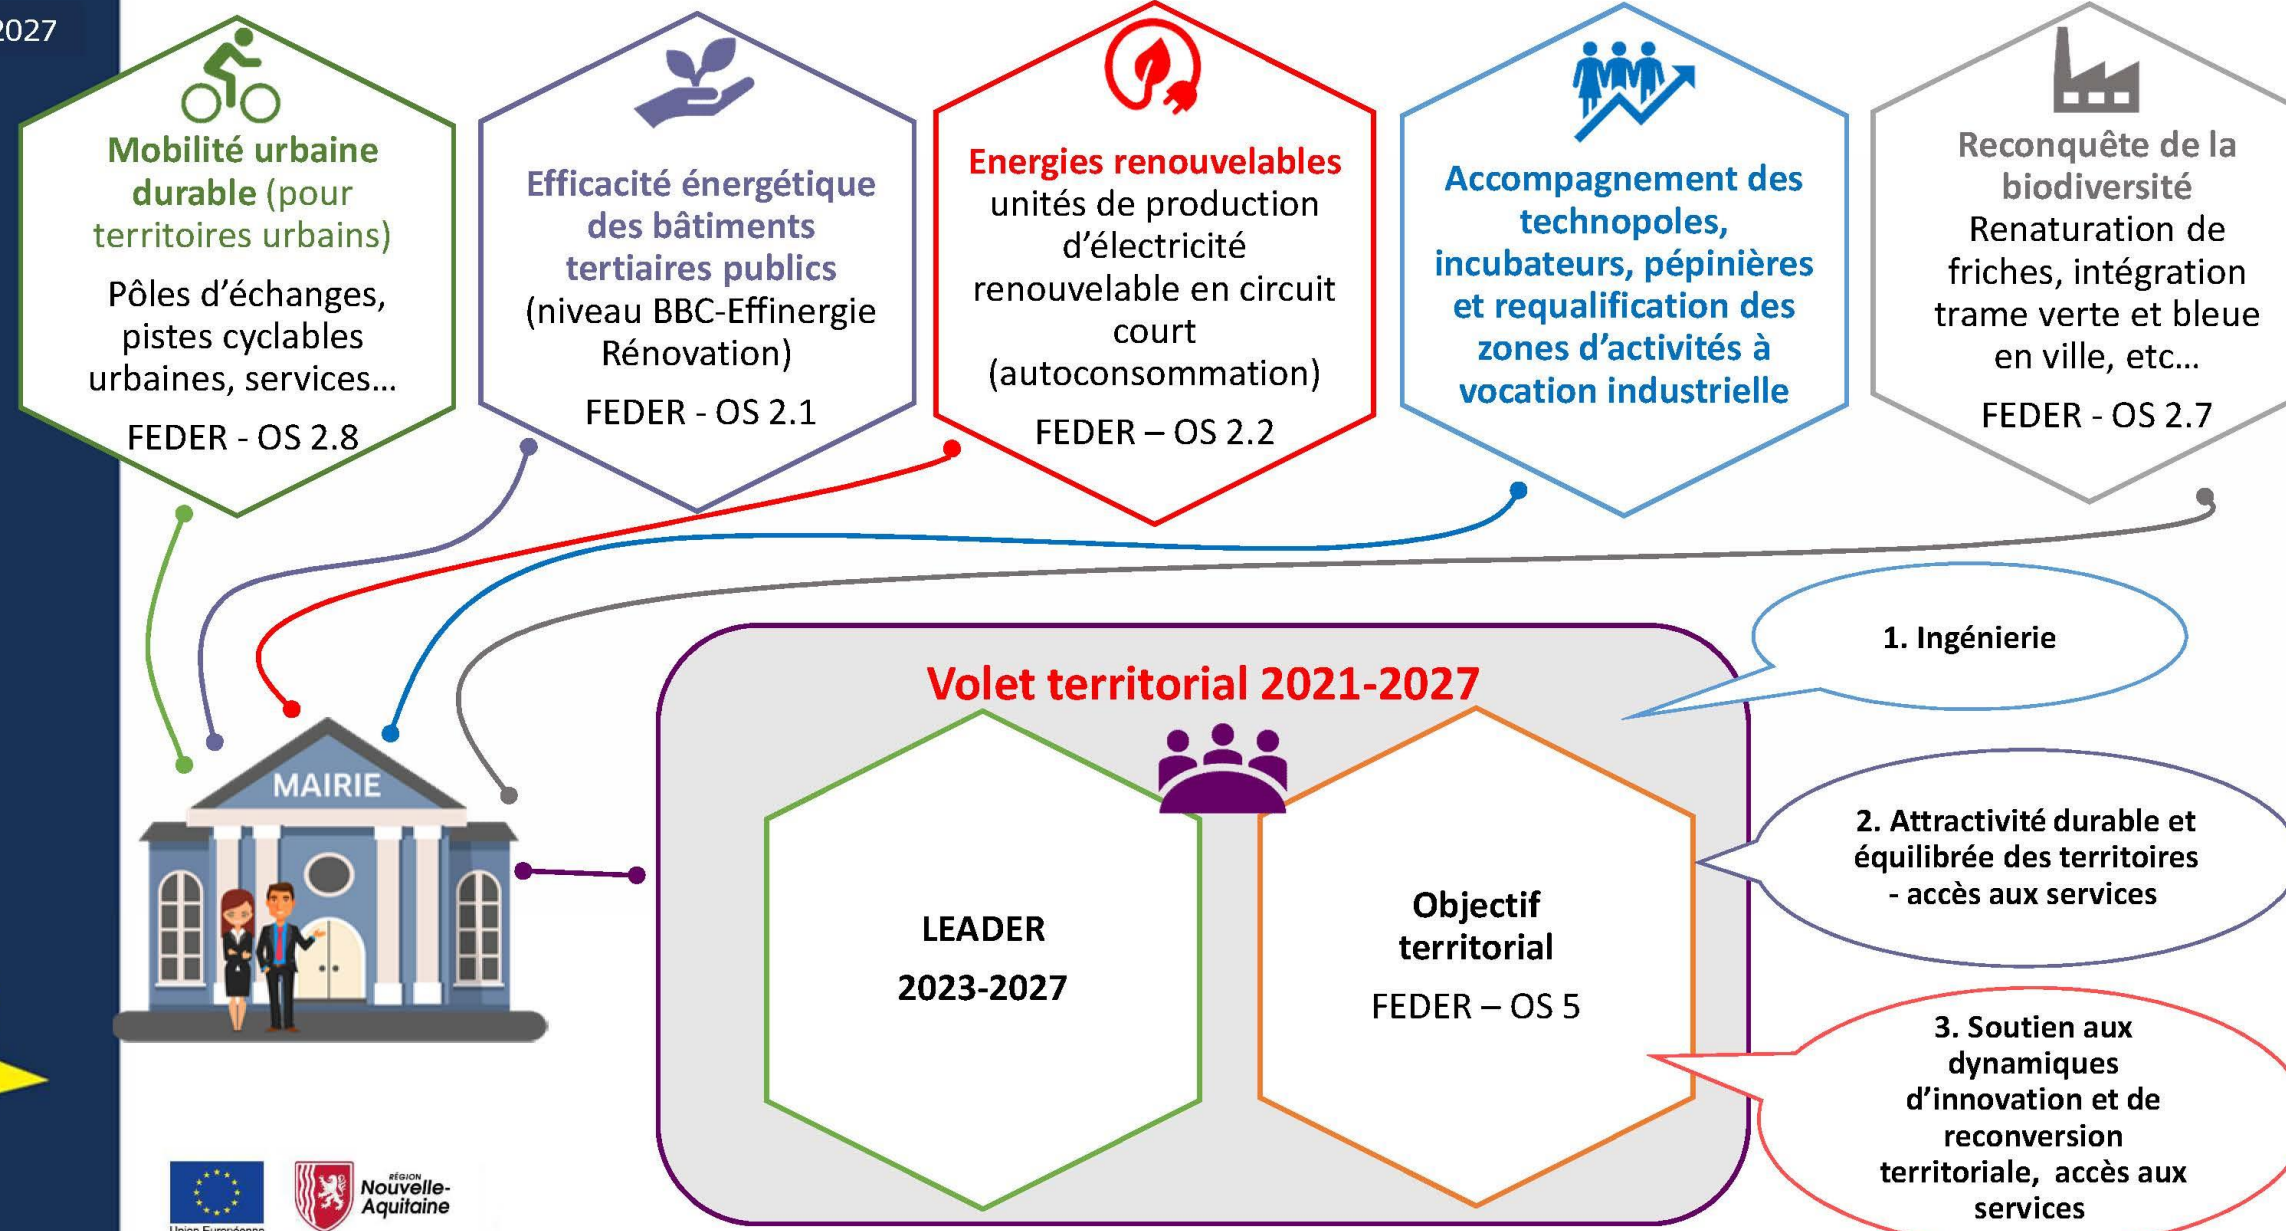 2027
Mobilité urbaine
durable (pour
territoires urbains)
Pôles d’échanges,
pistes cyclables
urbaines, services...
FEDER - OS 2.8
Efficacité énergétique
des bâtiments
tertiaires publics
(niveau BBC-Effinergie
Rénovation)
FEDER - OS 2.1
Energies renouvelables
unités de production
d’électricité
renouvelable en circuit
court
(autoconsommation)
FEDER – OS 2.2
Accompagnement des
technopoles,
incubateurs, pépinières
et requalification des
zones d’activités à
vocation industrielle
Reconquête de la
biodiversité
Renaturation de
friches, intégration
trame verte et bleue
en ville, etc...
FEDER - OS 2.7
MAIRIE
Volet territorial 2021-2027
LEADER
2023-2027
Objectif
territorial
FEDER – OS 5
1. Ingénierie
2. Attractivité durable et
équilibrée des territoires
- accès aux services
3. Soutien aux
dynamiques
d’innovation et de
reconversion
territoriale,  accès aux
services
Union Européenne
RÉGION
Nouvelle-
Aquitaine